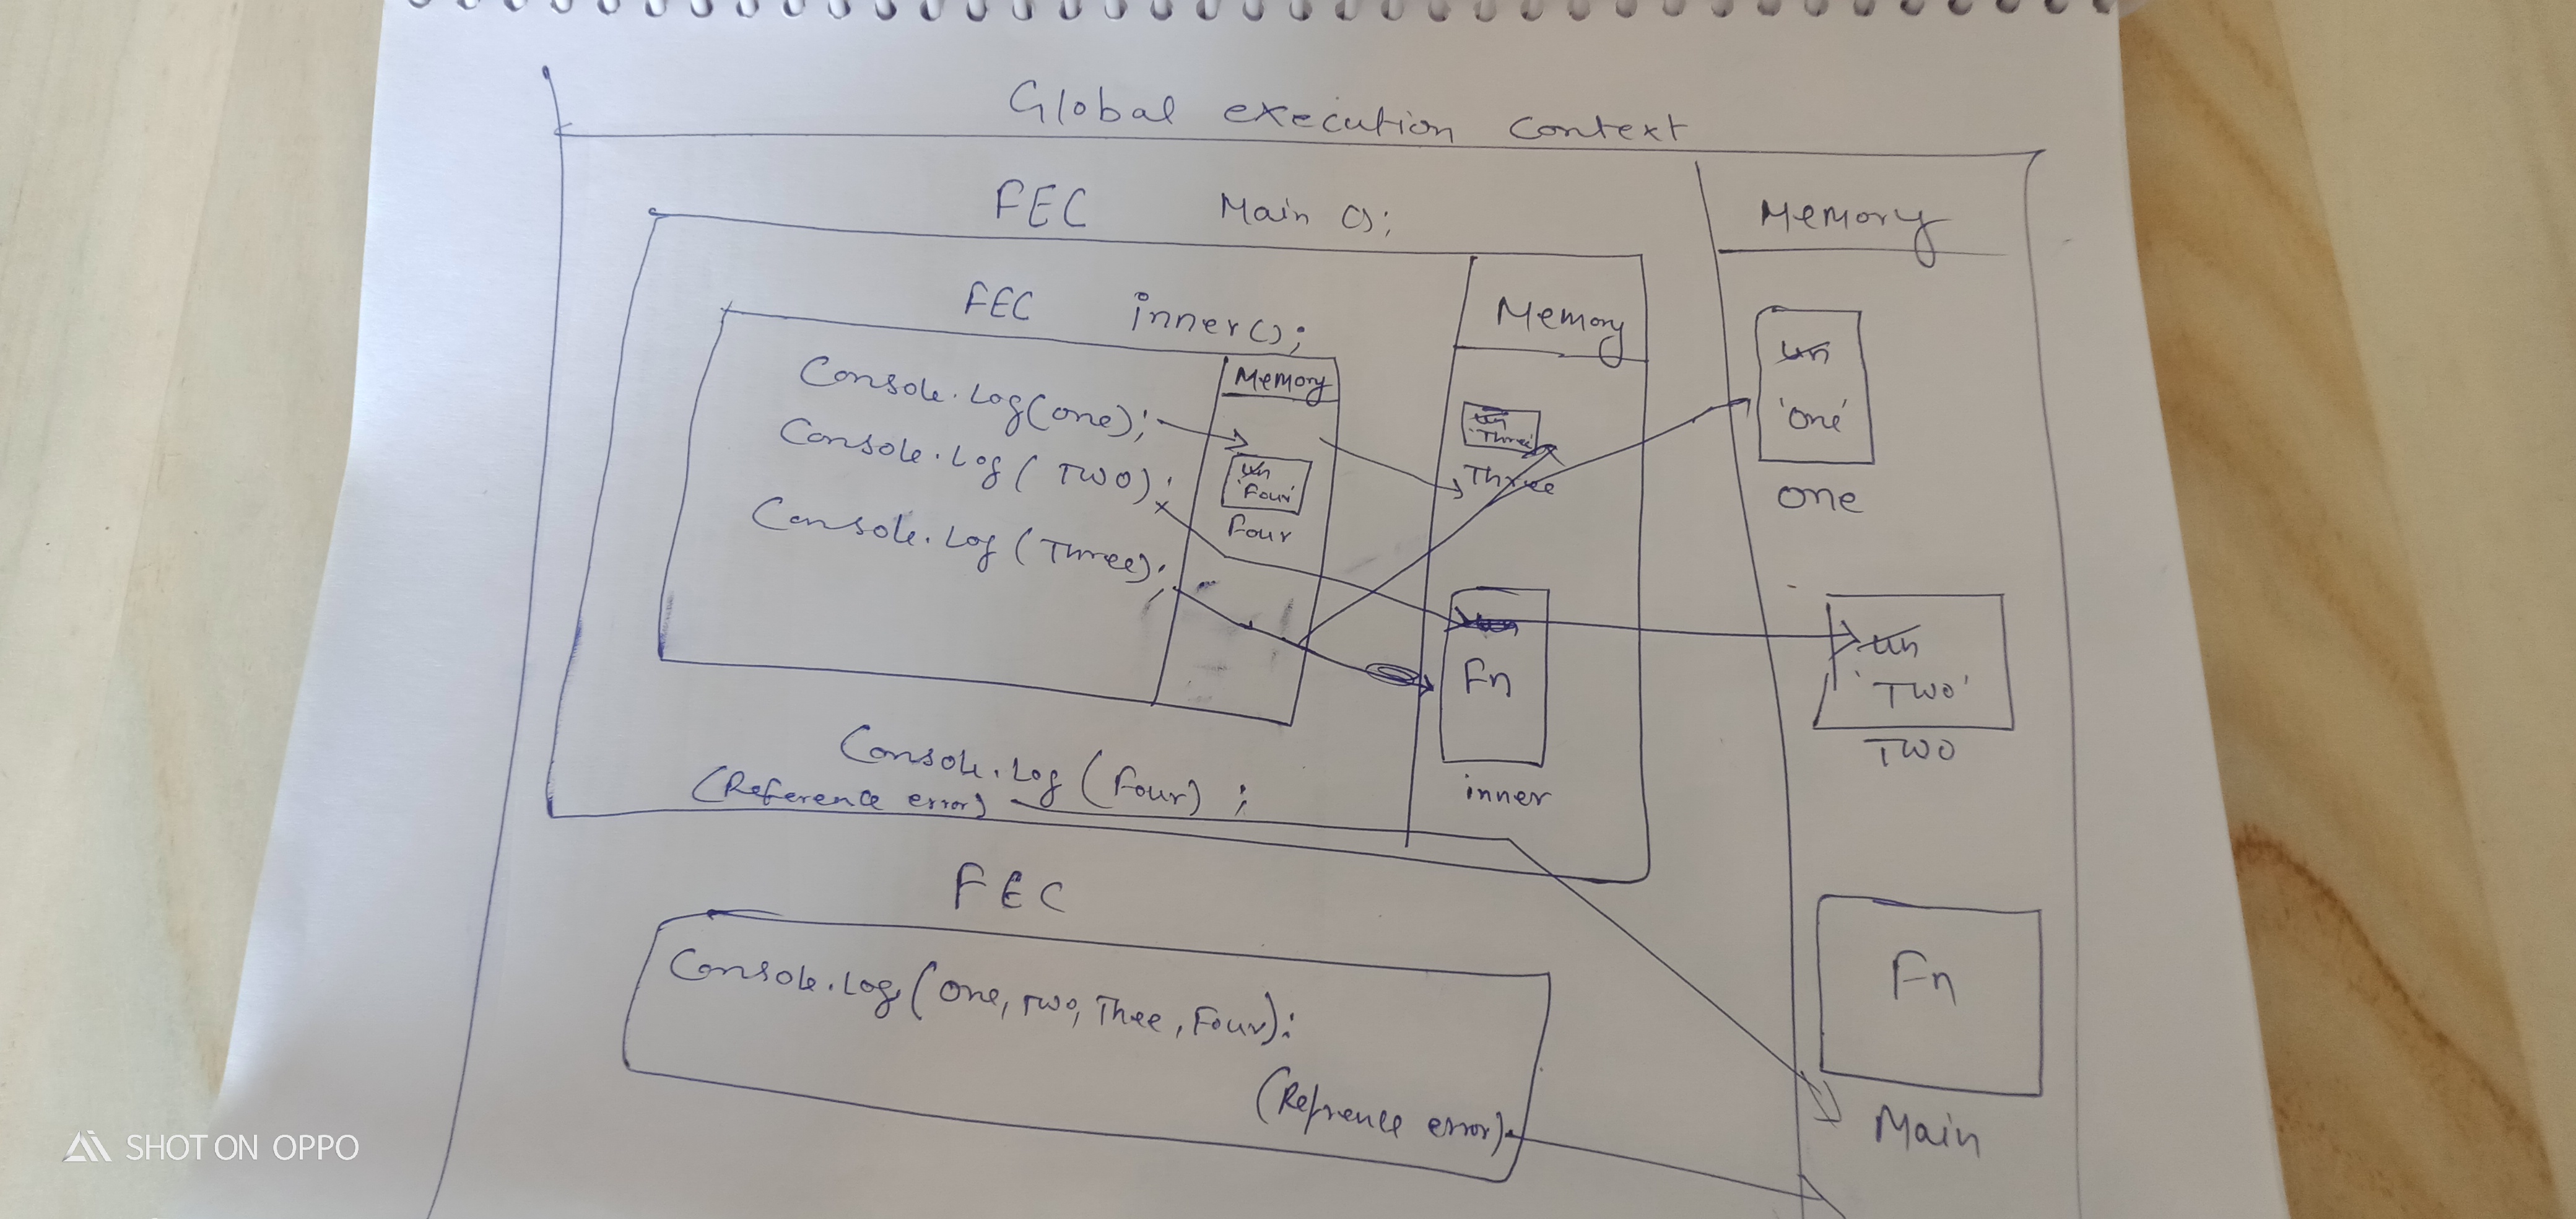 Global execution context
FEC Main ();
Memory
FEC inner();
Memory
Console.Log(one);
Memory
un
'one'
one
Console.Log( TWO);
un
'Three'
Three
un
'Four'
Four
Console.Log (Three);
Fn
inner
un
'TWO'
TWO
Console.Log (Four) ;
(Reference error)
FEC
Console.Log (One, Two, Thee, Four);
(Refrence error)
Fn
Main
SHOT ON OPPO